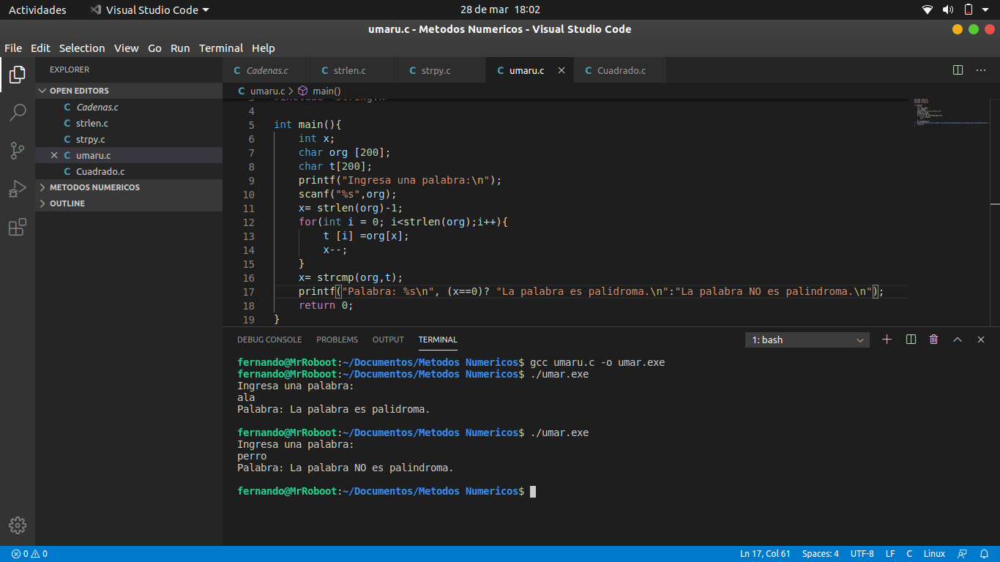 Actividades Visual Studio Code 28 de mar 18:02
umaru.c - Metodos Numericos - Visual Studio Code
File Edit Selection View Go Run Terminal Help
EXPLORER
OPEN EDITORS
C Cadenas.c
C strlen.c
C strpy.c
C umaru.c
C Cuadrado.c
METODOS NUMERICOS
OUTLINE
C Cadenas.c C strlen.c C strpy.c C umaru.c C Cuadrado.c
C umaru.c > main()
3 #include <string.h>
4
5 int main(){
6 int x;
7 char org [200];
8 char t[200];
9 printf("Ingresa una palabra:\n");
10 scanf("%s",org);
11 x= strlen(org)-1;
12 for(int i = 0; i<strlen(org);i++){
13 t [i] =org[x];
14 x--;
15 }
16 x= strcmp(org,t);
17 printf("Palabra: %s\n", (x==0)? "La palabra es palidroma.\n":"La palabra NO es palindroma.\n");
18 return 0;
19 }
DEBUG CONSOLE PROBLEMS OUTPUT TERMINAL 1: bash
fernando@MrRoboot:~/Documentos/Metodos Numericos$ gcc umaru.c -o umar.exe
fernando@MrRoboot:~/Documentos/Metodos Numericos$ ./umar.exe
Ingresa una palabra:
ala
Palabra: La palabra es palidroma.
fernando@MrRoboot:~/Documentos/Metodos Numericos$ ./umar.exe
Ingresa una palabra:
perro
Palabra: La palabra NO es palindroma.
fernando@MrRoboot:~/Documentos/Metodos Numericos$
0 0 Ln 17, Col 61 Spaces: 4 UTF-8 LF C Linux